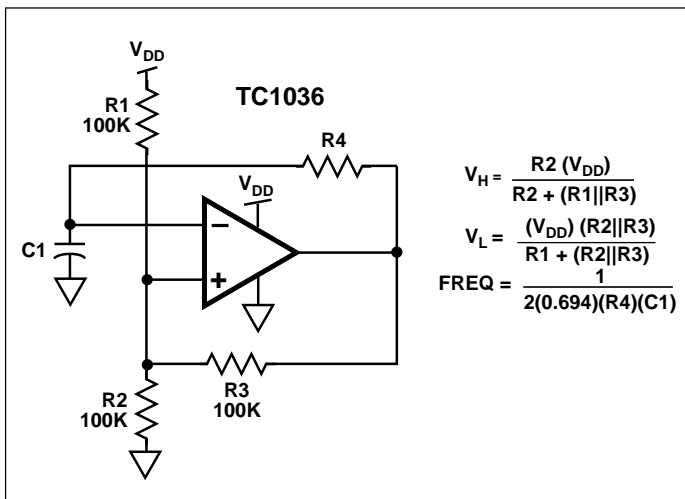 V_DD
TC1036
R1
100K
R4
V_DD
−
C1
+
R3
100K
R2
100K
V_H = R2 (V_DD) / R2 + (R1||R3)
V_L = (V_DD) (R2||R3) / R1 + (R2||R3)
FREQ = 1 / 2(0.694)(R4)(C1)